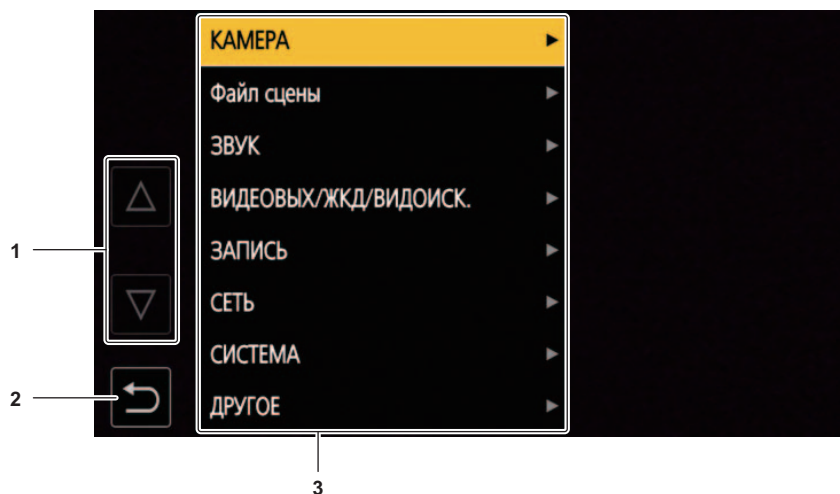 КАМЕРА
Файл сцены
ЗВУК
ВИДЕОВЫХ/ЖКД/ВИДОИСК.
1
ЗАПИСЬ
СЕТЬ
СИСТЕМА
2
ДРУГОЕ
3